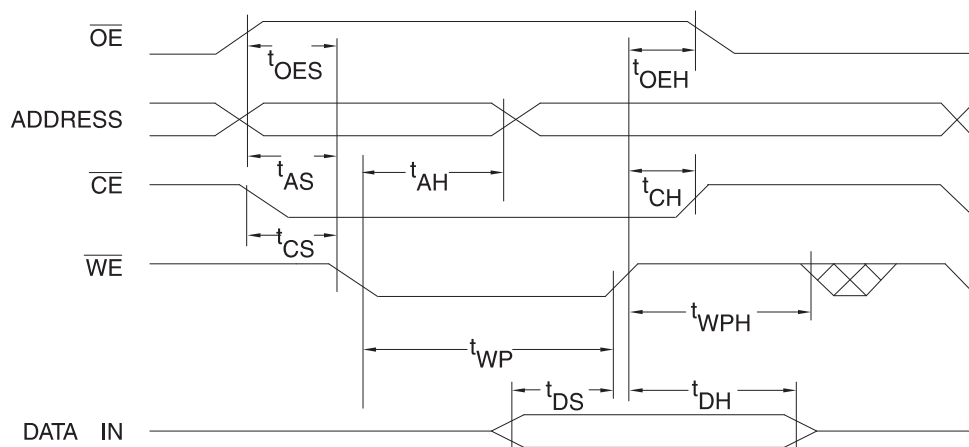 OE
tOES
tOEH
ADDRESS
tAS
tAH
CE
tCH
tCS
WE
tWPH
tWP
tDS
tDH
DATA IN